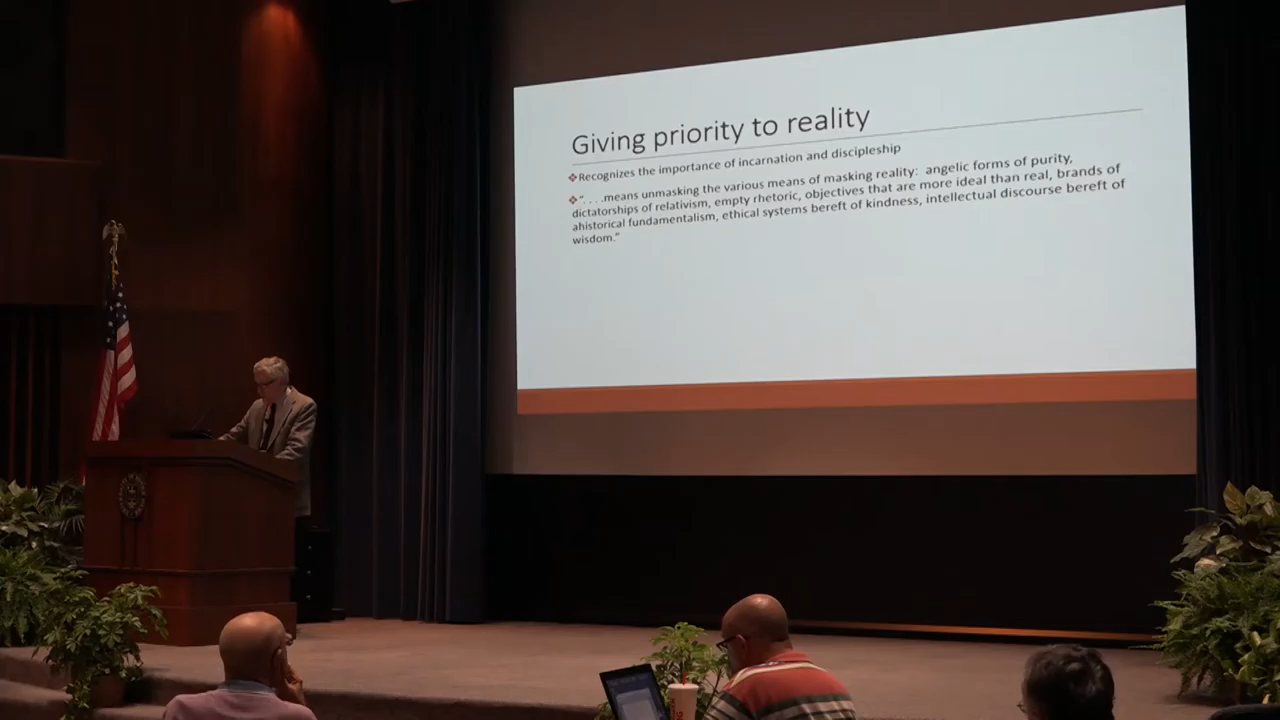 Giving priority to reality
❖Recognizes the importance of incarnation and discipleship
❖“. . . .means unmasking the various means of masking reality:  angelic forms of purity,
dictatorships of relativism, empty rhetoric, objectives that are more ideal than real, brands of
ahistorical fundamentalism, ethical systems bereft of kindness, intellectual discourse bereft of
wisdom.”